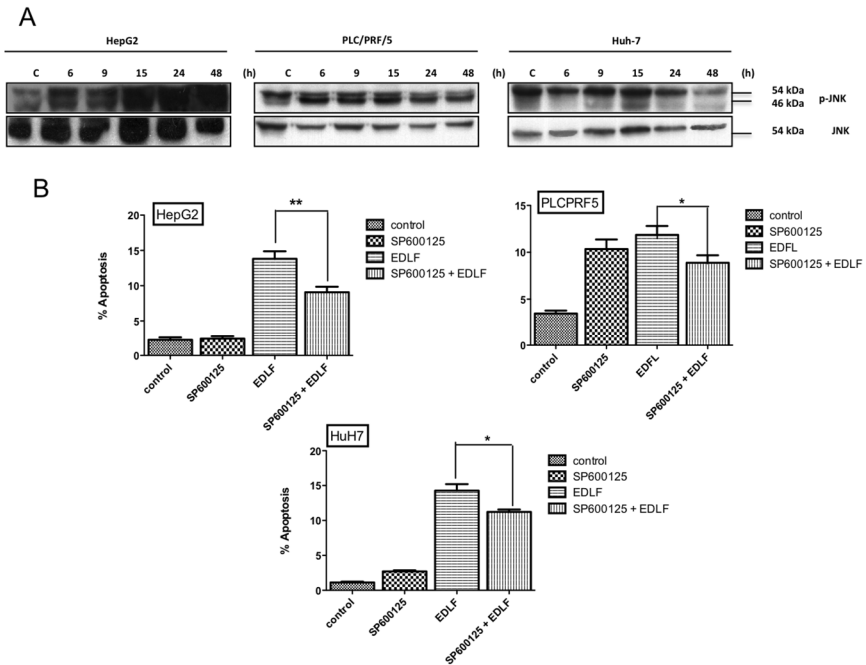 A
HepG2 PLC/PRF/5 Huh-7
C 6 9 15 24 48 (h) C 6 9 15 24 48 (h) C 6 9 15 24 48 (h)
54 kDa
46 kDa
p-JNK
54 kDa JNK
B
HepG2
% Apoptosis
20
15
10
5
0
**
control
SP600125
EDLF
SP600125 + EDLF
control
SP600125
EDLF
SP600125 + EDLF
PLCPRF5
15
10
5
0
*
control
SP600125
EDFL
SP600125 + EDLF
control
SP600125
EDFL
SP600125 + EDLF
HuH7
% Apoptosis
20
15
10
5
0
*
control
SP600125
EDLF
SP600125 + EDLF
control
SP600125
EDLF
SP600125 + EDLF